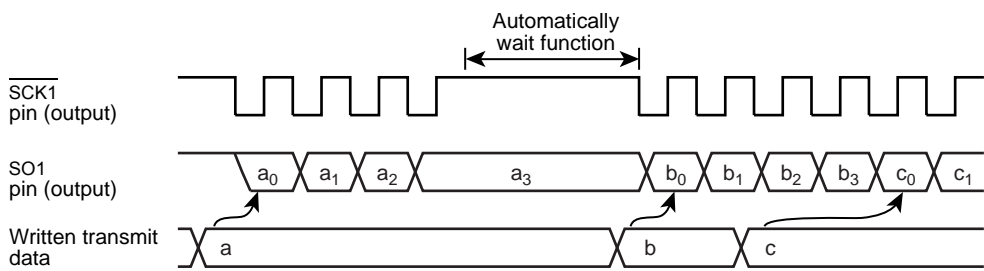 Automatically
wait function
SCK1
pin (output)
SO1
pin (output)
a0 a1 a2 a3 b0 b1 b2 b3 c0 c1
Written transmit
data
a b c